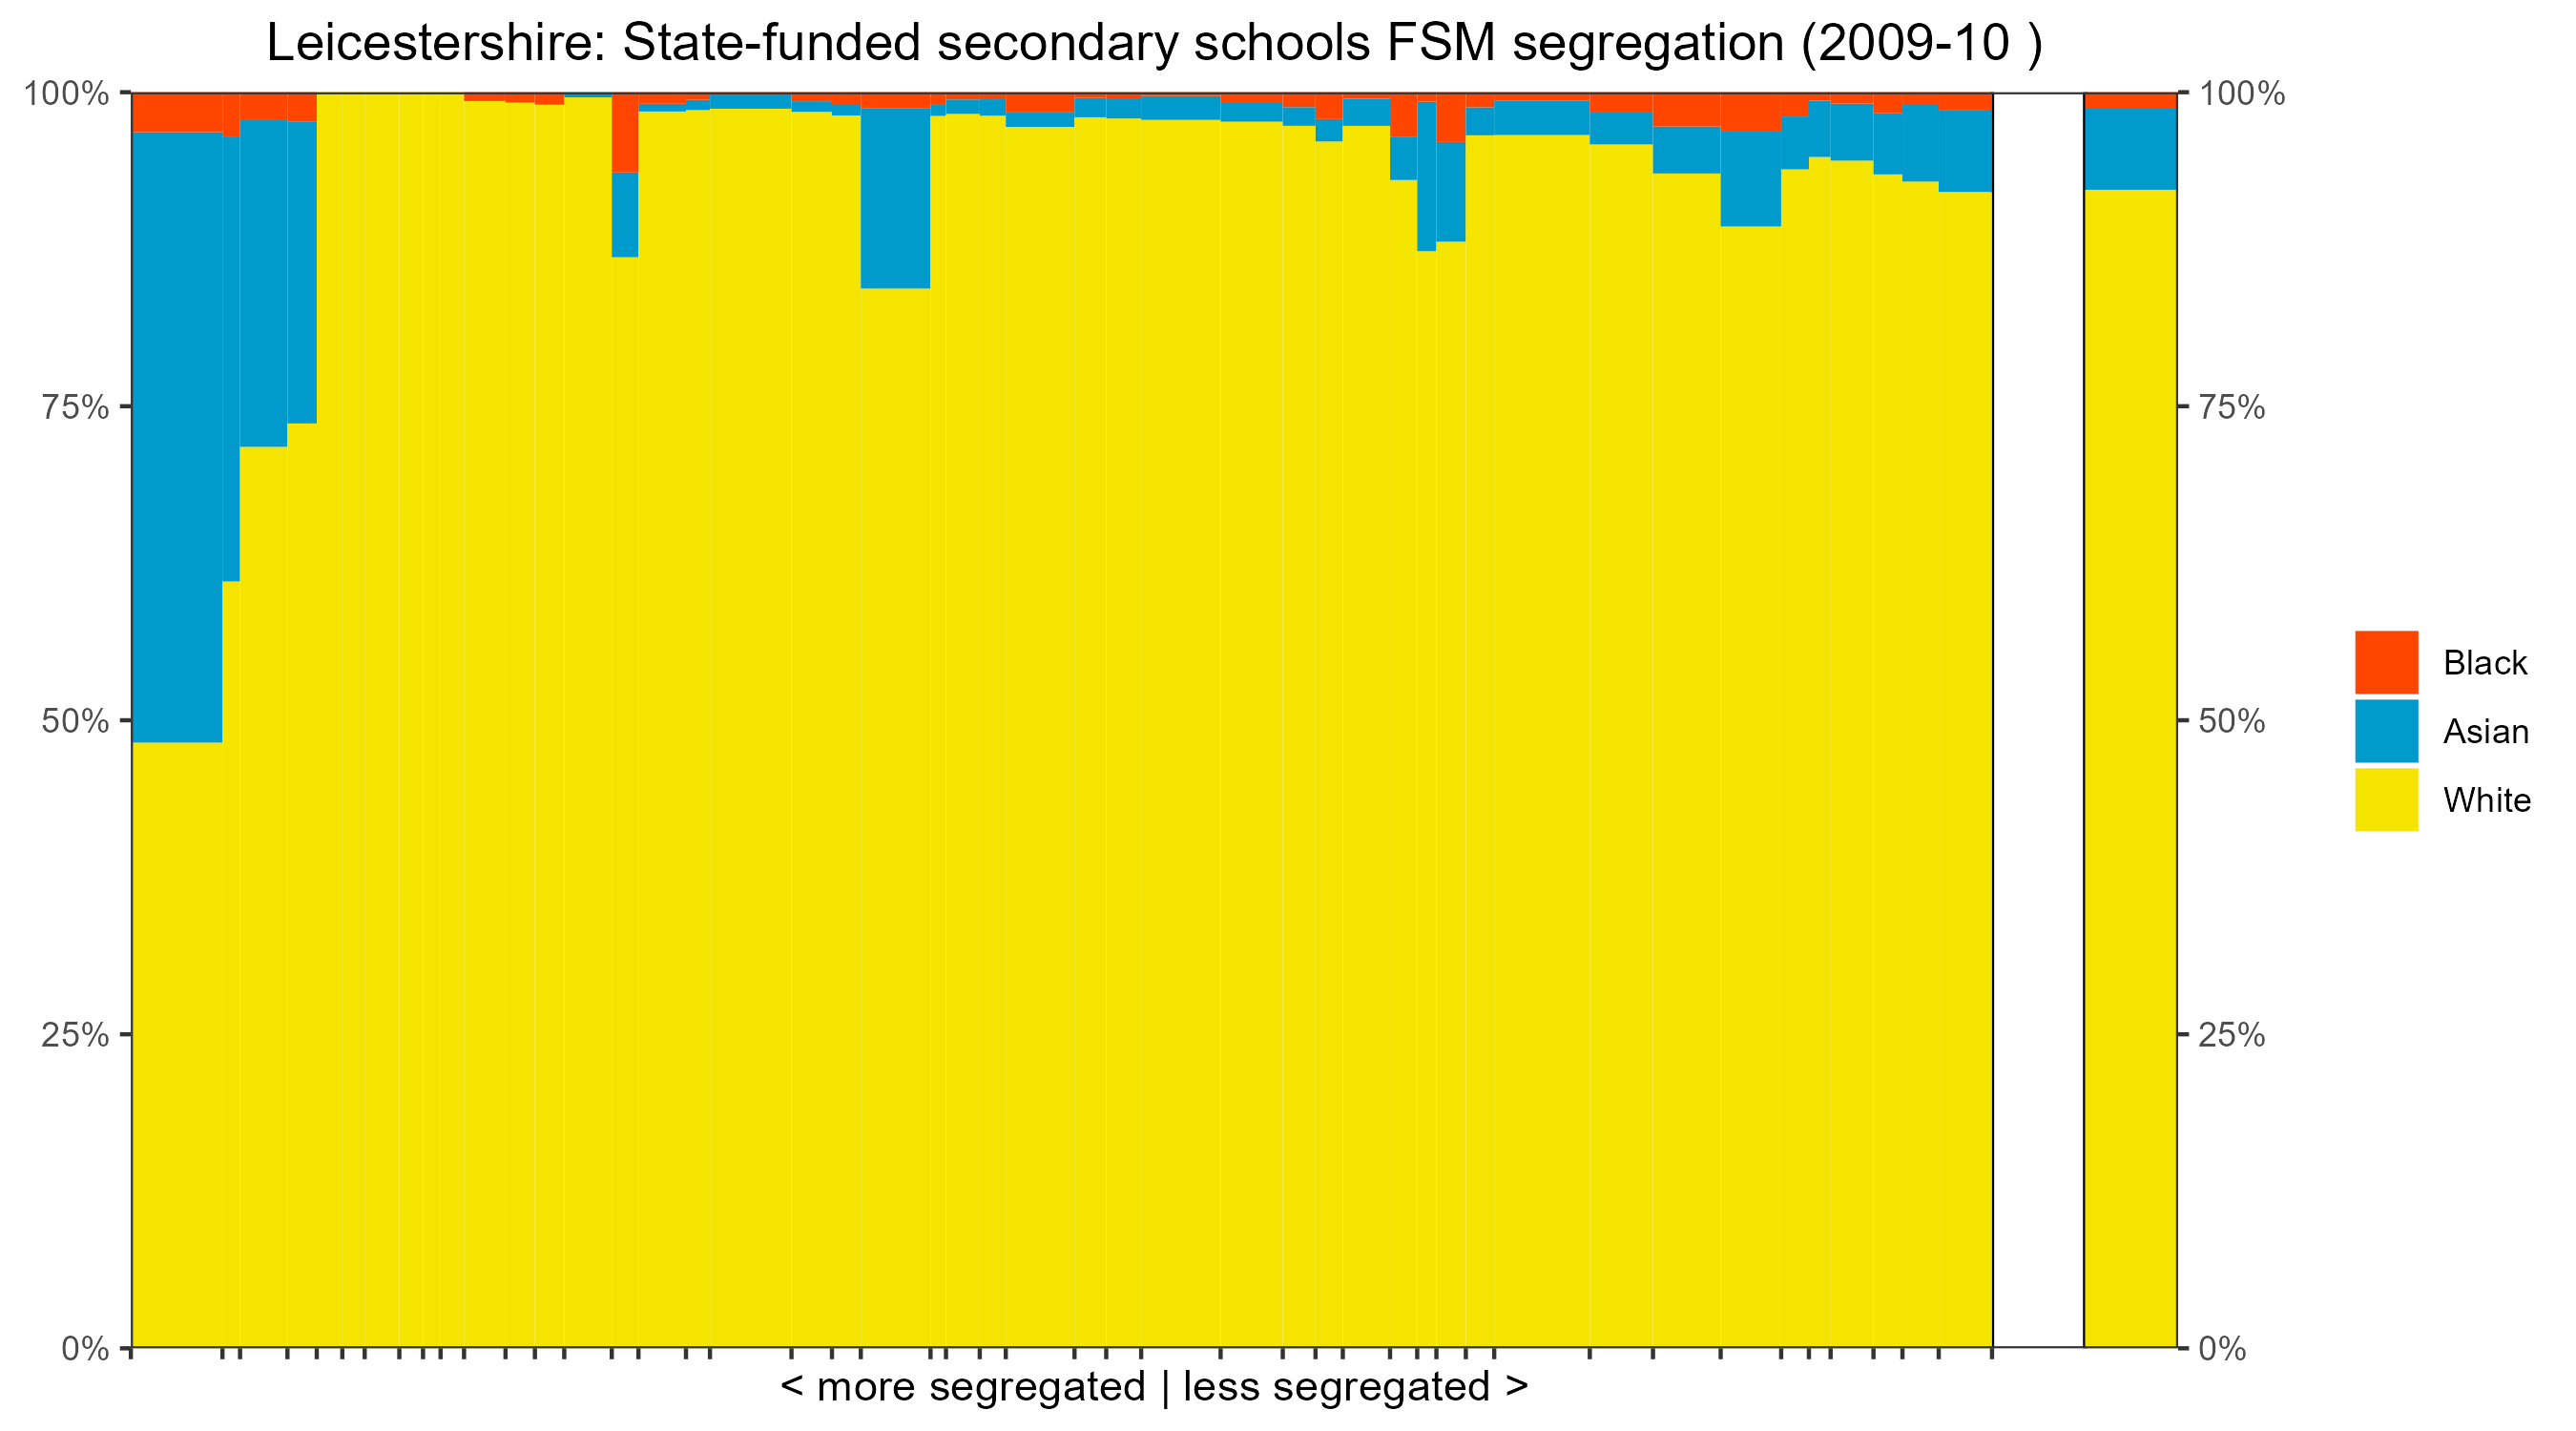 Leicestershire: State-funded secondary schools FSM segregation (2009-10 )
100%
75%
50%
25%
0%
100%
75%
50%
25%
0%
Black
Asian
White
< more segregated | less segregated >